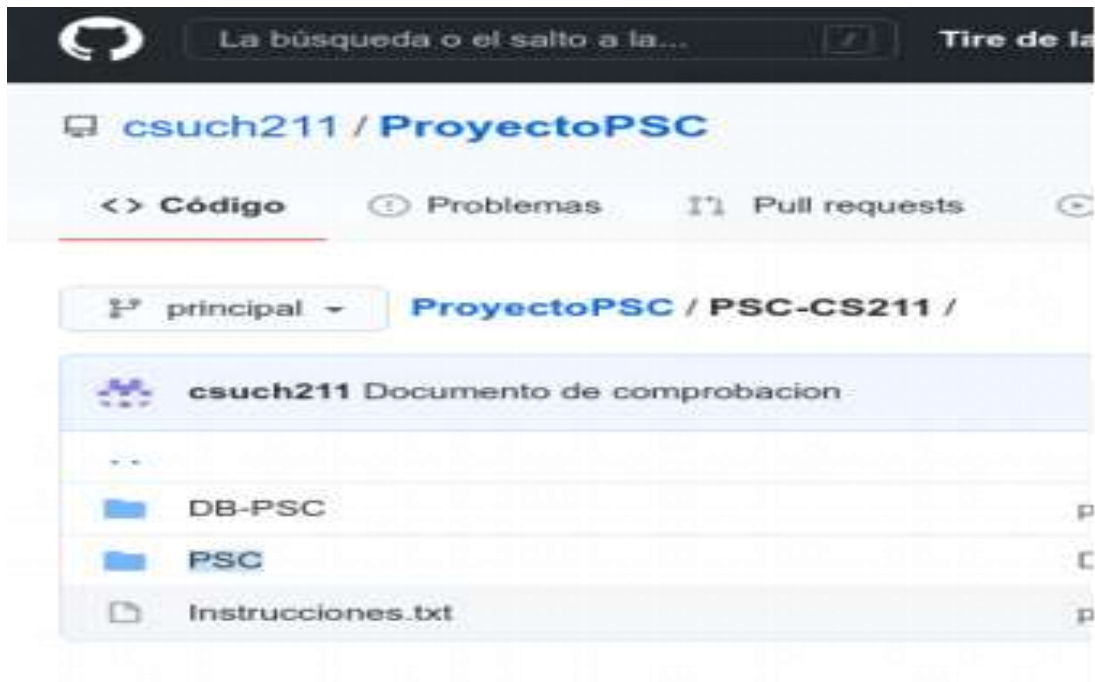 La búsqueda o el salto a la... / Tire de la
csuch211 / ProyectoPSC
<> Código Problemas Pull requests
principal ProyectoPSC / PSC-CS211 /
csuch211 Documento de comprobacion
..
DB-PSC p
PSC D
Instrucciones.txt p